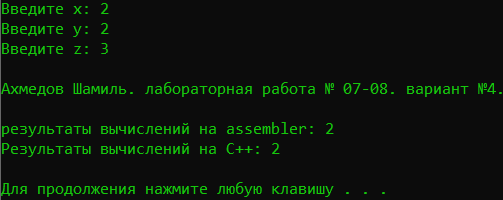 Введите x: 2
Введите y: 2
Введите z: 3
Ахмедов Шамиль. лабораторная работа № 07-08. вариант №4.
результаты вычислений на assembler: 2
Результаты вычислений на C++: 2
Для продолжения нажмите любую клавишу . . .